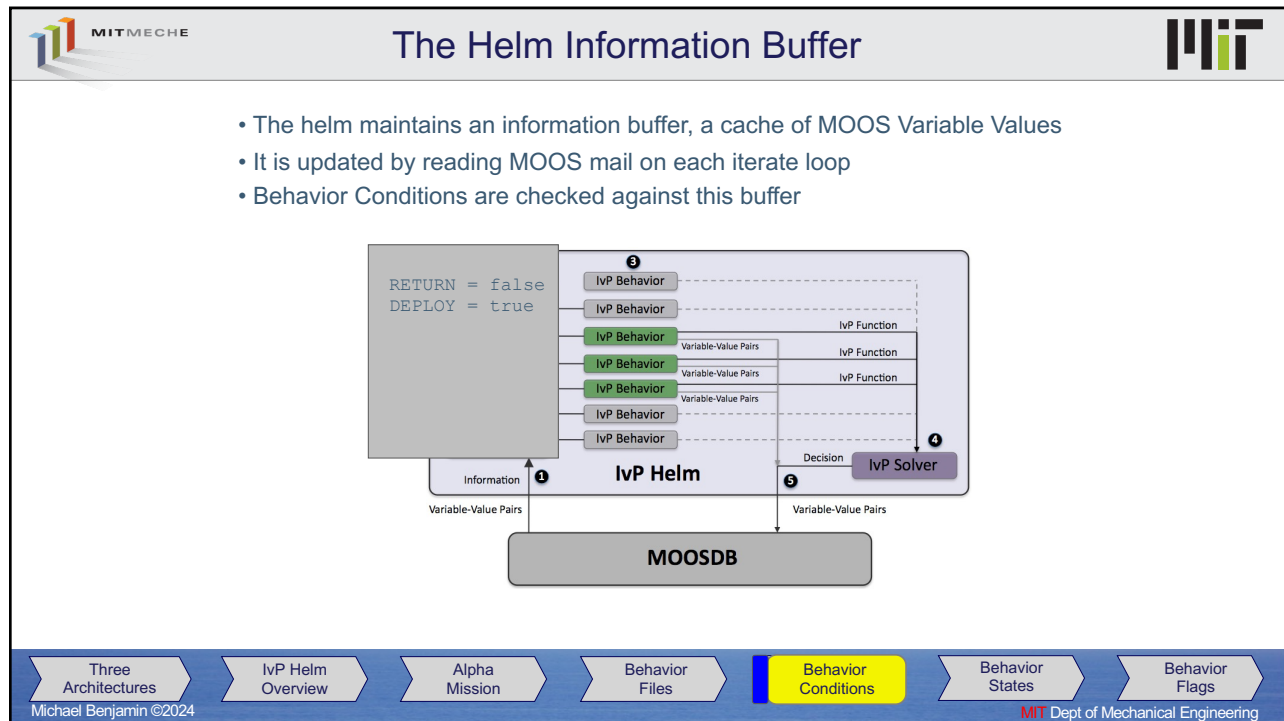 MITMECHE
The Helm Information Buffer
MIT
• The helm maintains an information buffer, a cache of MOOS Variable Values
• It is updated by reading MOOS mail on each iterate loop
• Behavior Conditions are checked against this buffer
RETURN = false
DEPLOY = true
3
IvP Behavior
IvP Behavior
IvP Function
IvP Behavior
Variable-Value Pairs
IvP Function
IvP Behavior
Variable-Value Pairs
IvP Function
IvP Behavior
Variable-Value Pairs
IvP Behavior
IvP Behavior
4
Decision
IvP Solver
Information
1
IvP Helm
5
Variable-Value Pairs
Variable-Value Pairs
MOOSDB
Three
Architectures
IvP Helm
Overview
Alpha
Mission
Behavior
Files
Behavior
Conditions
Behavior
States
Behavior
Flags
Michael Benjamin ©2024
MIT Dept of Mechanical Engineering